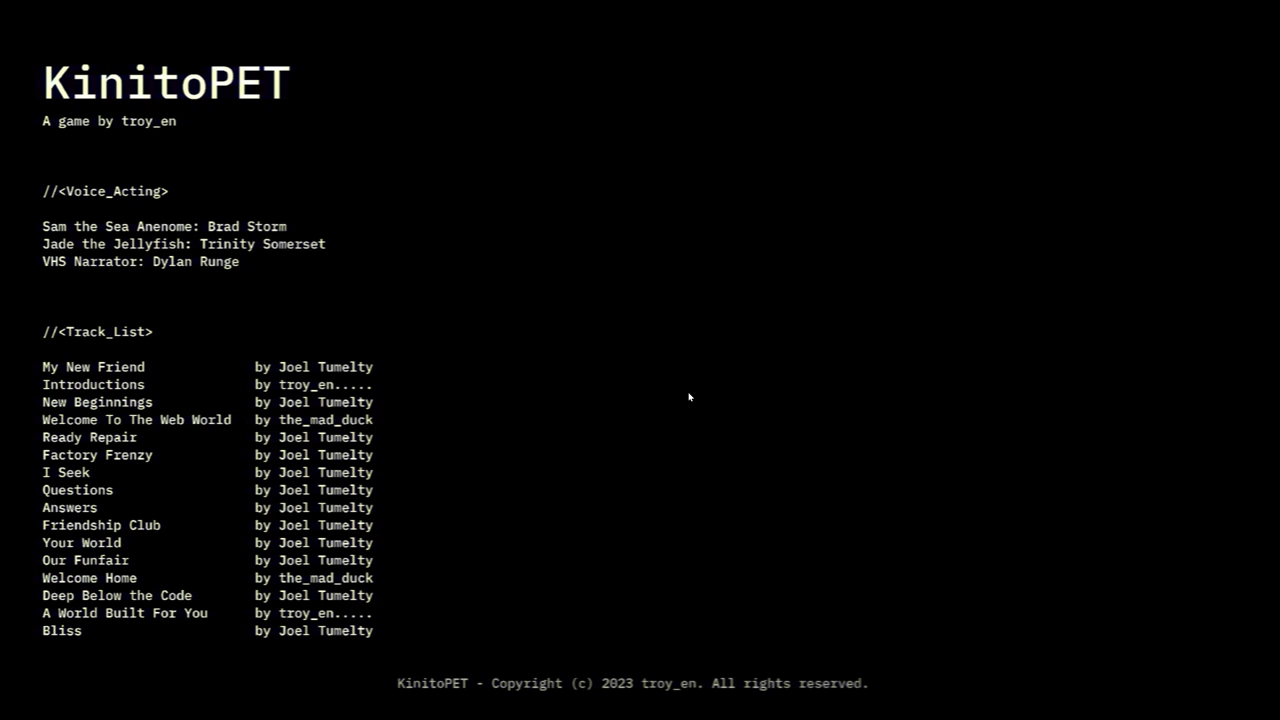 KinitoPET
A game by troy_en
//<Voice_Acting>
Sam the Sea Anenome: Brad Storm
Jade the Jellyfish: Trinity Somerset
VHS Narrator: Dylan Runge
//<Track_List>
My New Friend by Joel Tumelty
Introductions by troy_en.....
New Beginnings by Joel Tumelty
Welcome To The Web World by the_mad_duck
Ready Repair by Joel Tumelty
Factory Frenzy by Joel Tumelty
I Seek by Joel Tumelty
Questions by Joel Tumelty
Answers by Joel Tumelty
Friendship Club by Joel Tumelty
Your World by Joel Tumelty
Our Funfair by Joel Tumelty
Welcome Home by the_mad_duck
Deep Below the Code by Joel Tumelty
A World Built For You by troy_en.....
Bliss by Joel Tumelty
KinitoPET - Copyright (c) 2023 troy_en. All rights reserved.